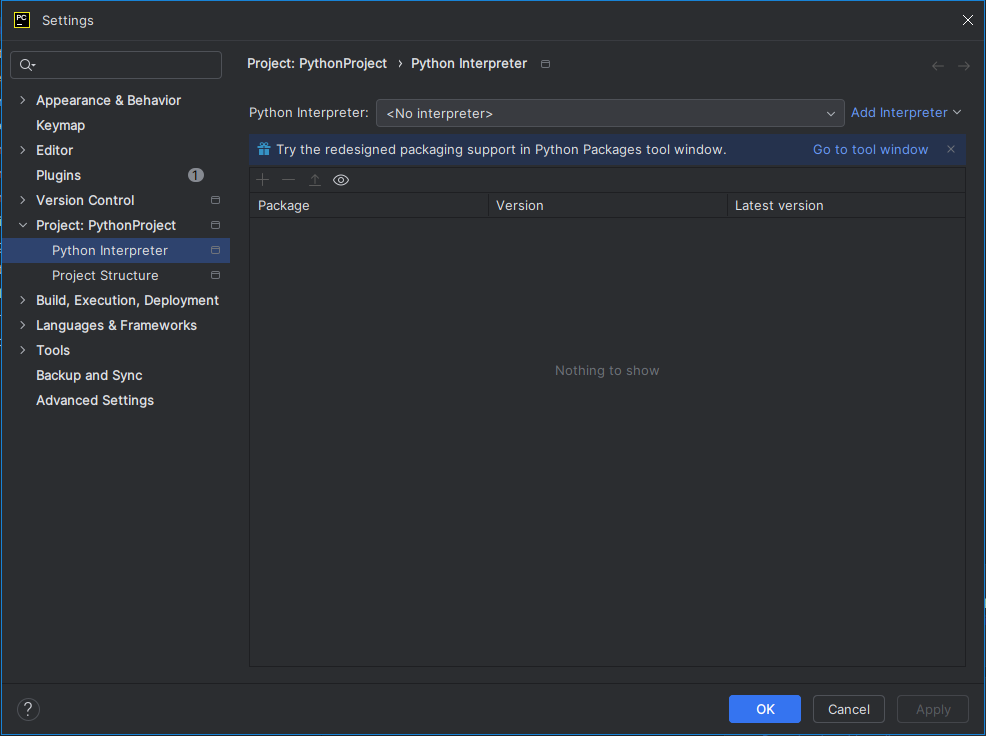 PC Settings
Project: PythonProject › Python Interpreter
Appearance & Behavior
Keymap
Editor
Plugins 1
Version Control
Project: PythonProject
Python Interpreter
Project Structure
Build, Execution, Deployment
Languages & Frameworks
Tools
Backup and Sync
Advanced Settings
Python Interpreter: <No interpreter> Add Interpreter
Try the redesigned packaging support in Python Packages tool window. Go to tool window
Package Version Latest version
Nothing to show
? OK Cancel Apply